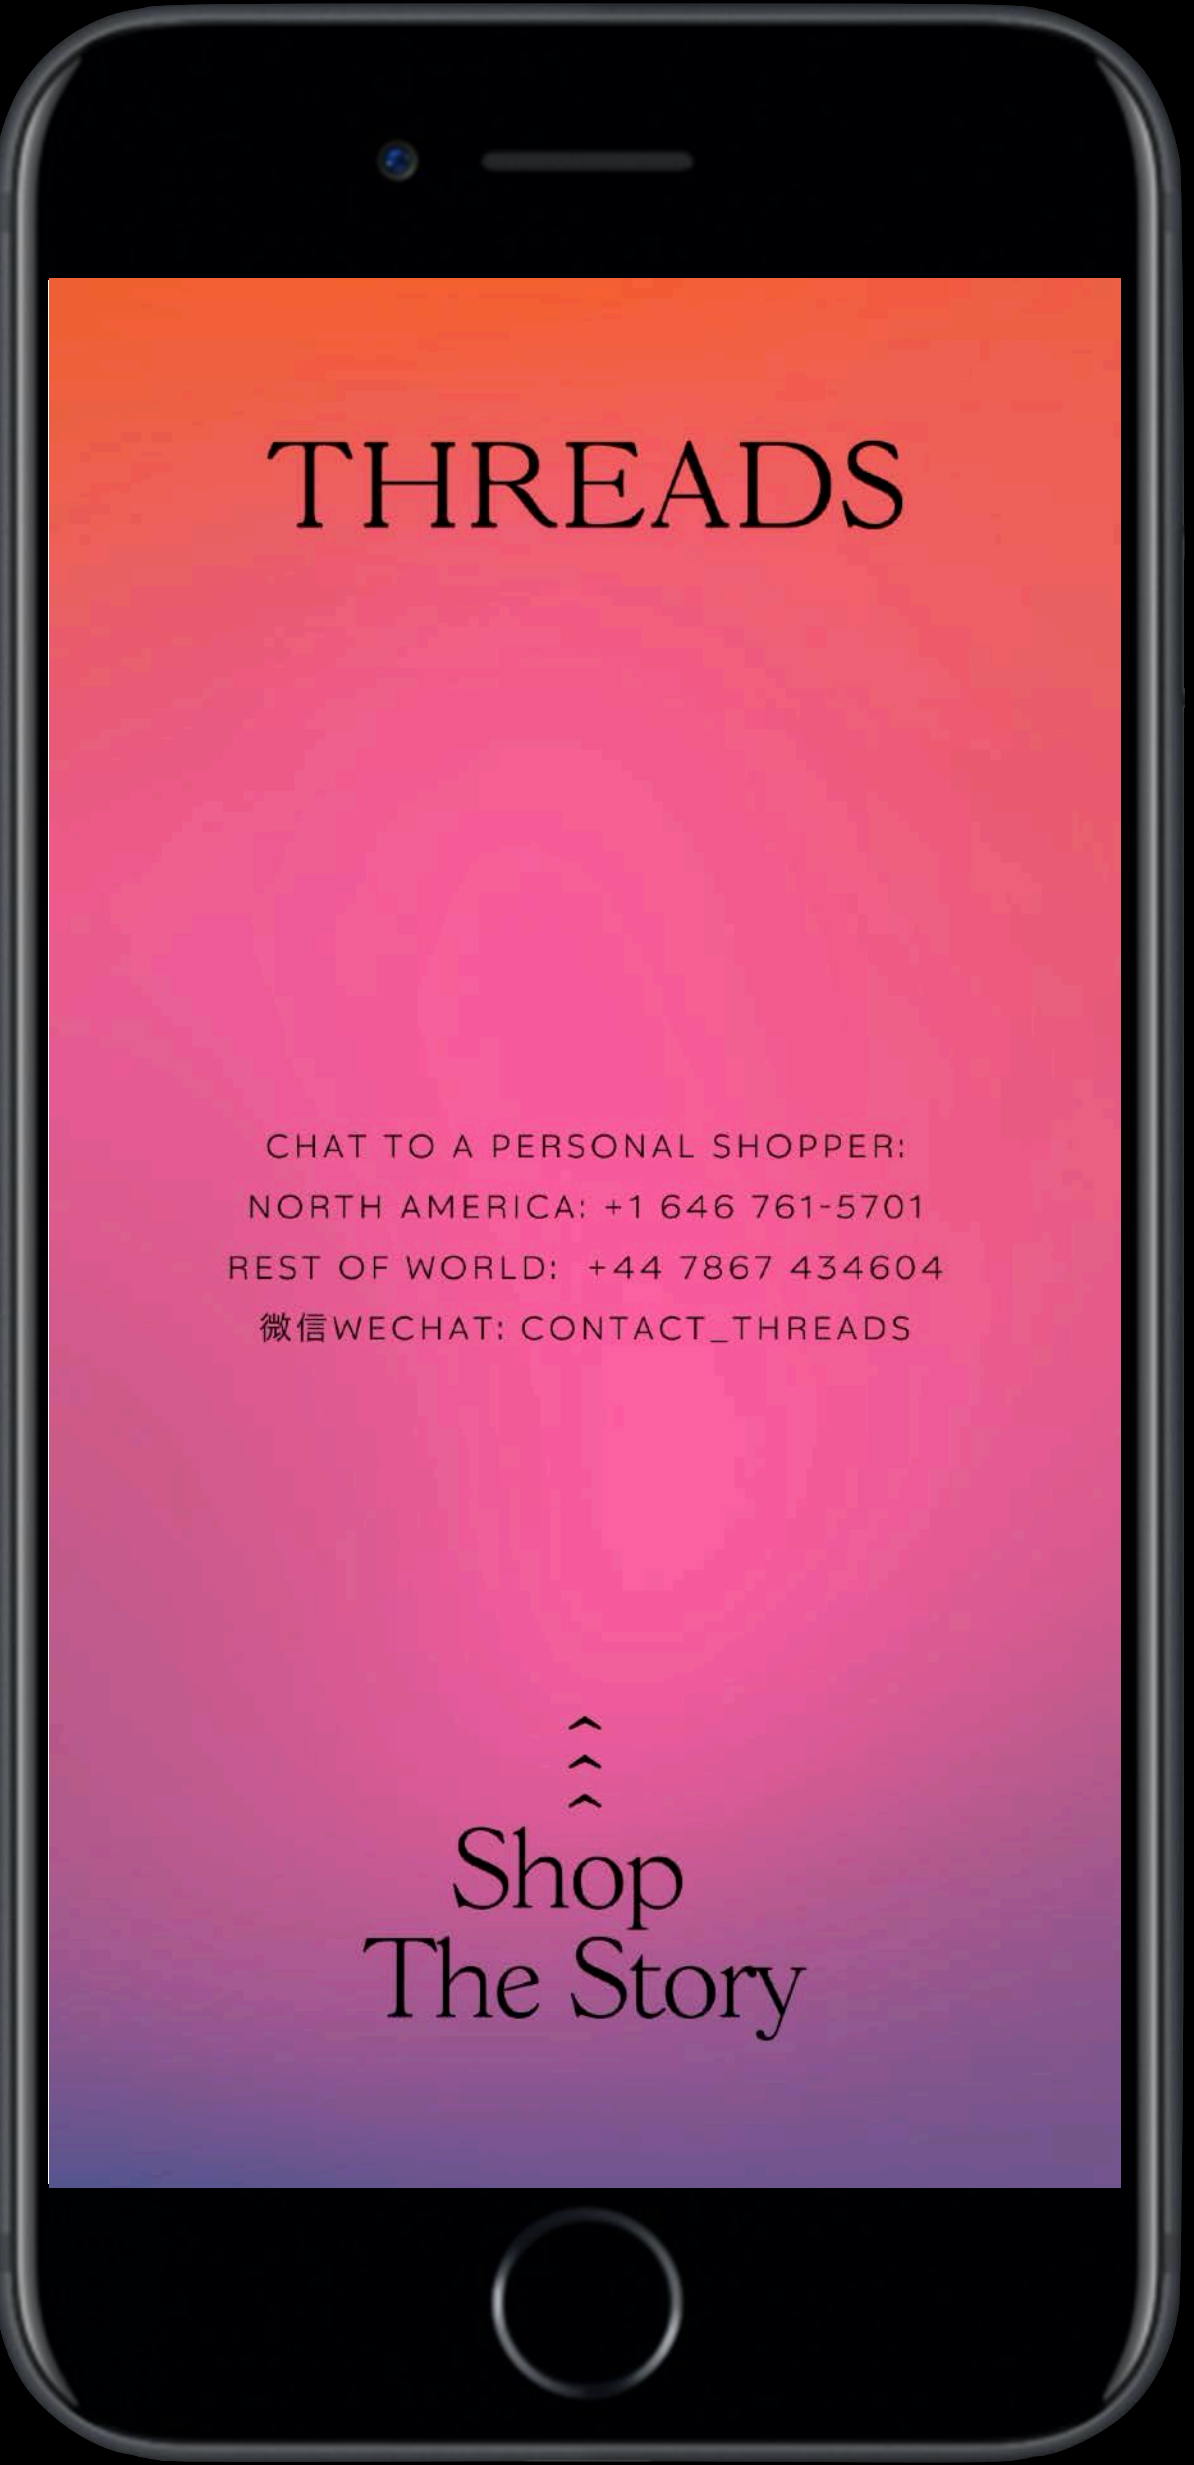 THREADS
CHAT TO A PERSONAL SHOPPER:
NORTH AMERICA: +1 646 761-5701
REST OF WORLD: +44 7867 434604
微信WECHAT: CONTACT_THREADS
Shop
The Story